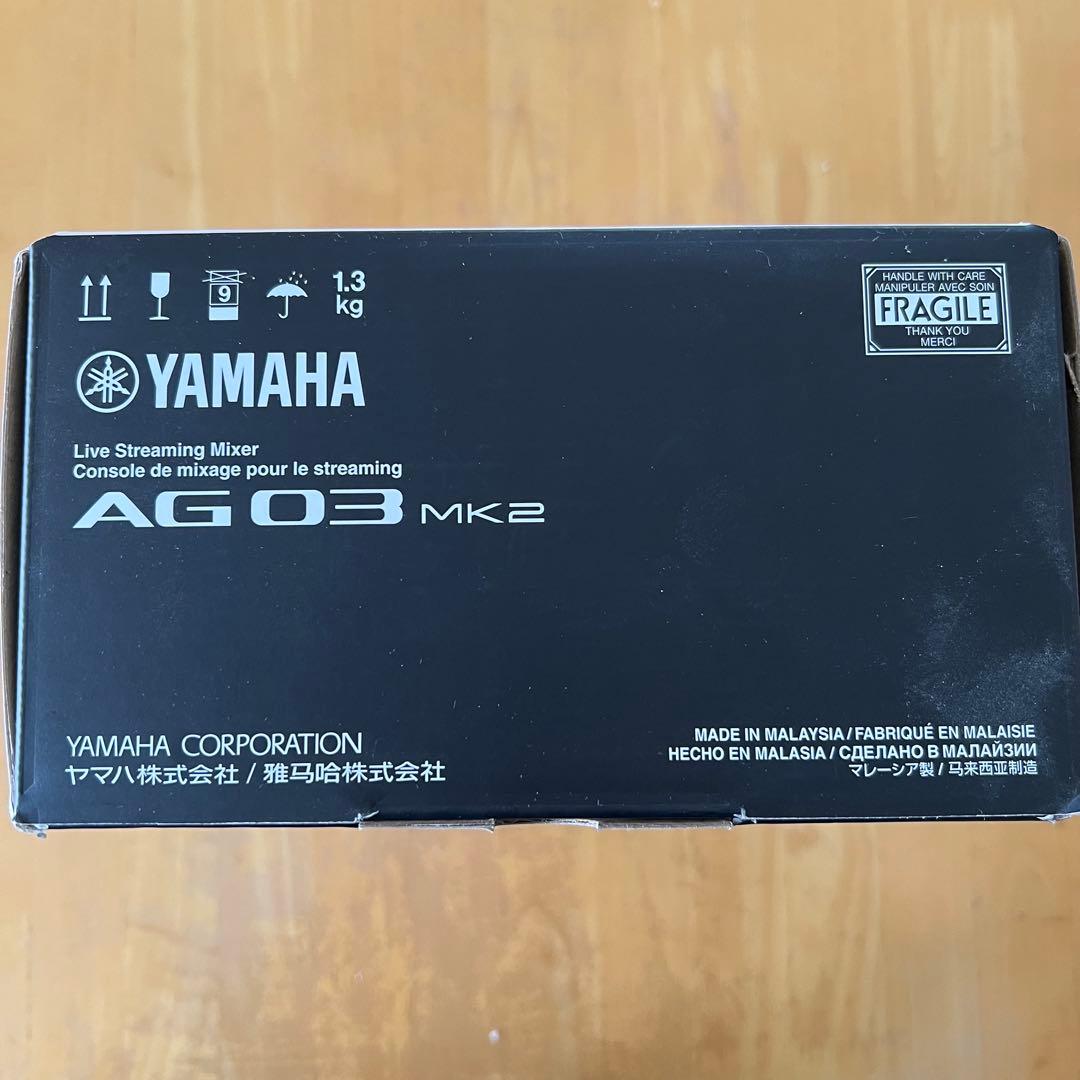 9
1.3
kg
HANDLE WITH CARE
MANIPULER AVEC SOIN
FRAGILE
THANK YOU
MERCI
YAMAHA
Live Streaming Mixer
Console de mixage pour le streaming
AG 03 MK2
YAMAHA CORPORATION
ヤマハ株式会社 / 雅马哈株式会社
MADE IN MALAYSIA / FABRIQUÉ EN MALAISIE
HECHO EN MALASIA / СДЕЛАНО В МАЛАЙЗИИ
マレーシア製 / 马来西亚制造